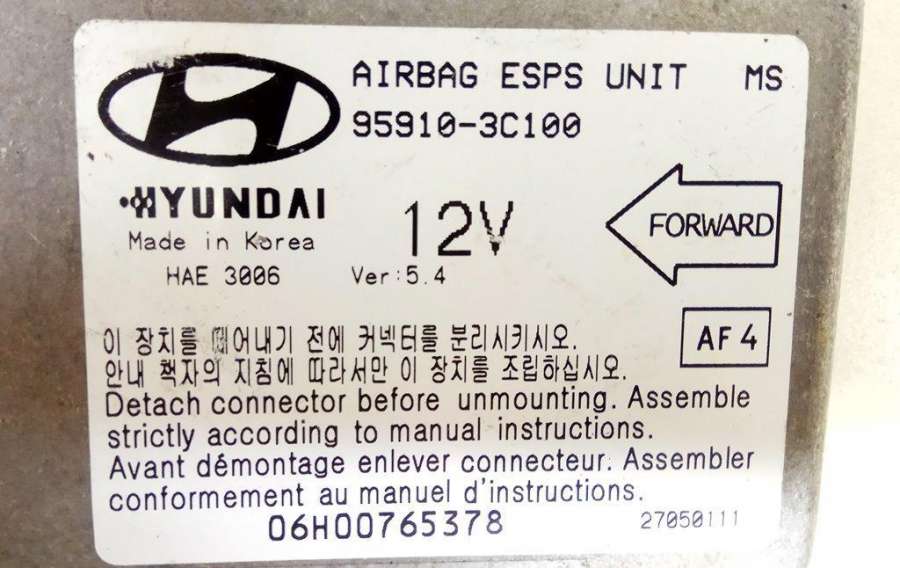 AIRBAG ESPS UNIT MS
95910-3C100
HYUNDAI
Made in Korea
12V
FORWARD
HAE 3006
Ver:5.4
AF4
이 장치를 떼어내기 전에 커넥터를 분리시키시오.
안내 책자의 지침에 따라서만 이 장치를 조립하십시오.
Detach connector before unmounting. Assemble
strictly according to manual instructions.
Avant démontage enlever connecteur. Assembler
conformement au manuel d'instructions.
06H00765378
27050111